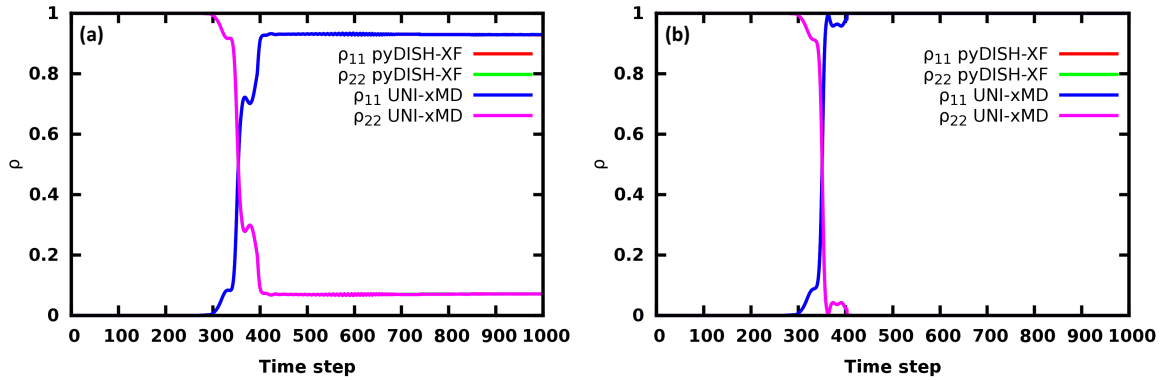 (a)
ρ11 pyDISH-XF
ρ22 pyDISH-XF
ρ11 UNI-xMD
ρ22 UNI-xMD
1
0.8
0.6
0.4
0.2
0
ρ
0 100 200 300 400 500 600 700 800 900 1000
Time step
(b)
ρ11 pyDISH-XF
ρ22 pyDISH-XF
ρ11 UNI-xMD
ρ22 UNI-xMD
1
0.8
0.6
0.4
0.2
0
ρ
0 100 200 300 400 500 600 700 800 900 1000
Time step